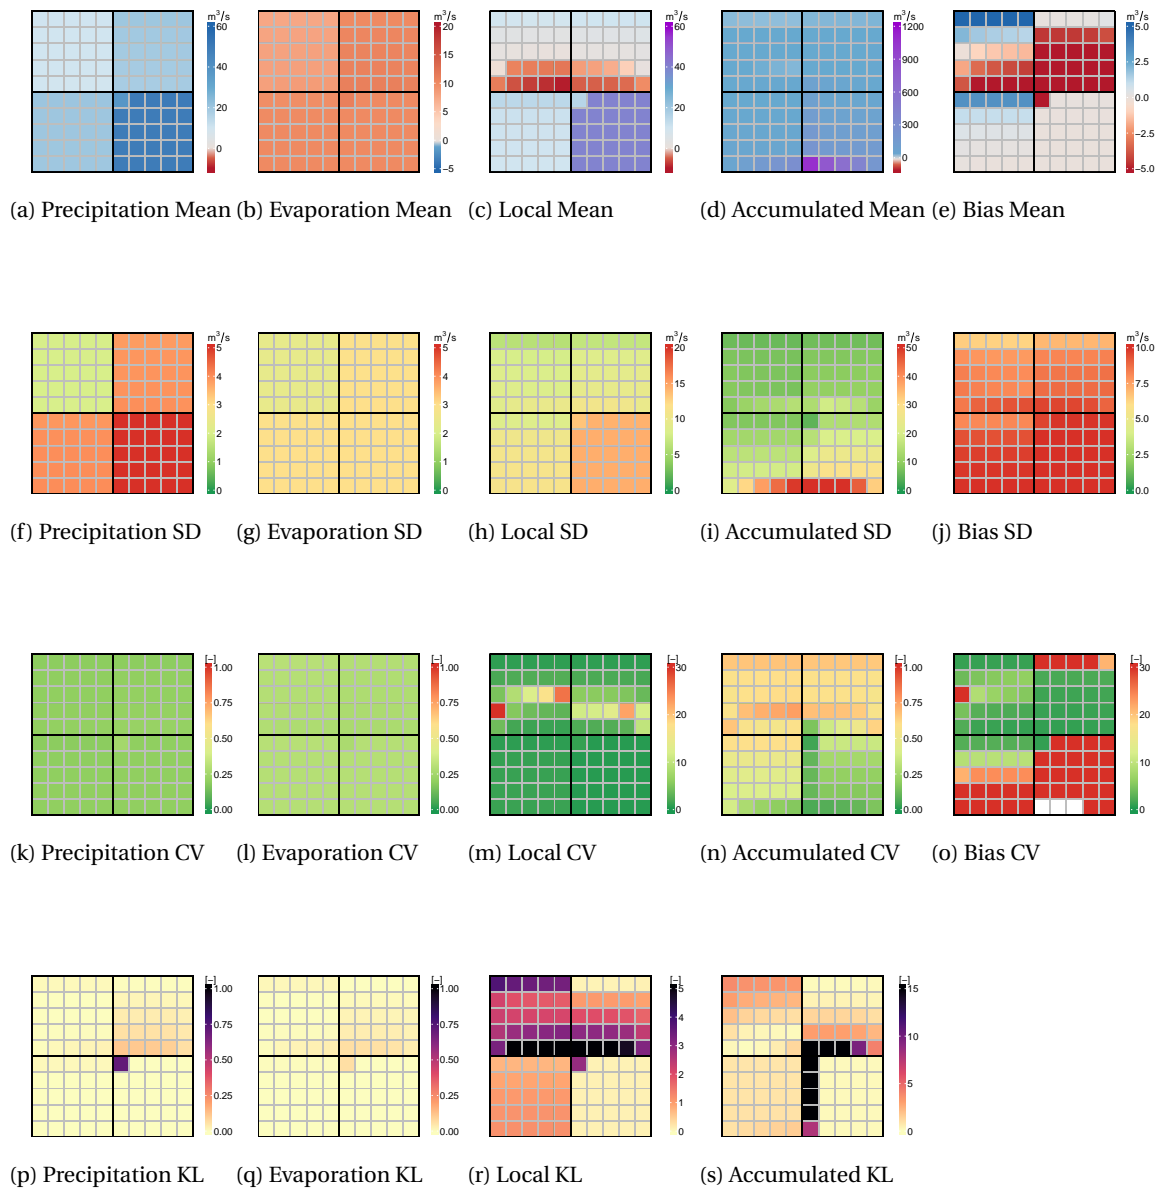 m³/s m³/s m³/s m³/s m³/s
60 20 60 1200 5.0
40 15 40 900 2.5
20 10 20 600 0.0
0 5 0 300 −2.5
−5 0 0 −5.0
−5
(a) Precipitation Mean (b) Evaporation Mean (c) Local Mean (d) Accumulated Mean (e) Bias Mean
m³/s m³/s m³/s m³/s m³/s
5 5 20 50 10.0
4 4 15 40 7.5
3 3 10 30 5.0
2 2 5 20 2.5
1 1 0 10 0.0
0 0 0
(f) Precipitation SD (g) Evaporation SD (h) Local SD (i) Accumulated SD (j) Bias SD
[−] [−] [−] [−] [−]
1.00 1.00 30 1.00 30
0.75 0.75 20 0.75 20
0.50 0.50 10 0.50 10
0.25 0.25 0 0.25 0
0.00 0.00 0.00
(k) Precipitation CV (l) Evaporation CV (m) Local CV (n) Accumulated CV (o) Bias CV
[−] [−] [−] [−]
1.00 1.00 5 15
0.75 0.75 4 10
0.50 0.50 3 5
0.25 0.25 2 0
0.00 0.00 1
0
(p) Precipitation KL (q) Evaporation KL (r) Local KL (s) Accumulated KL